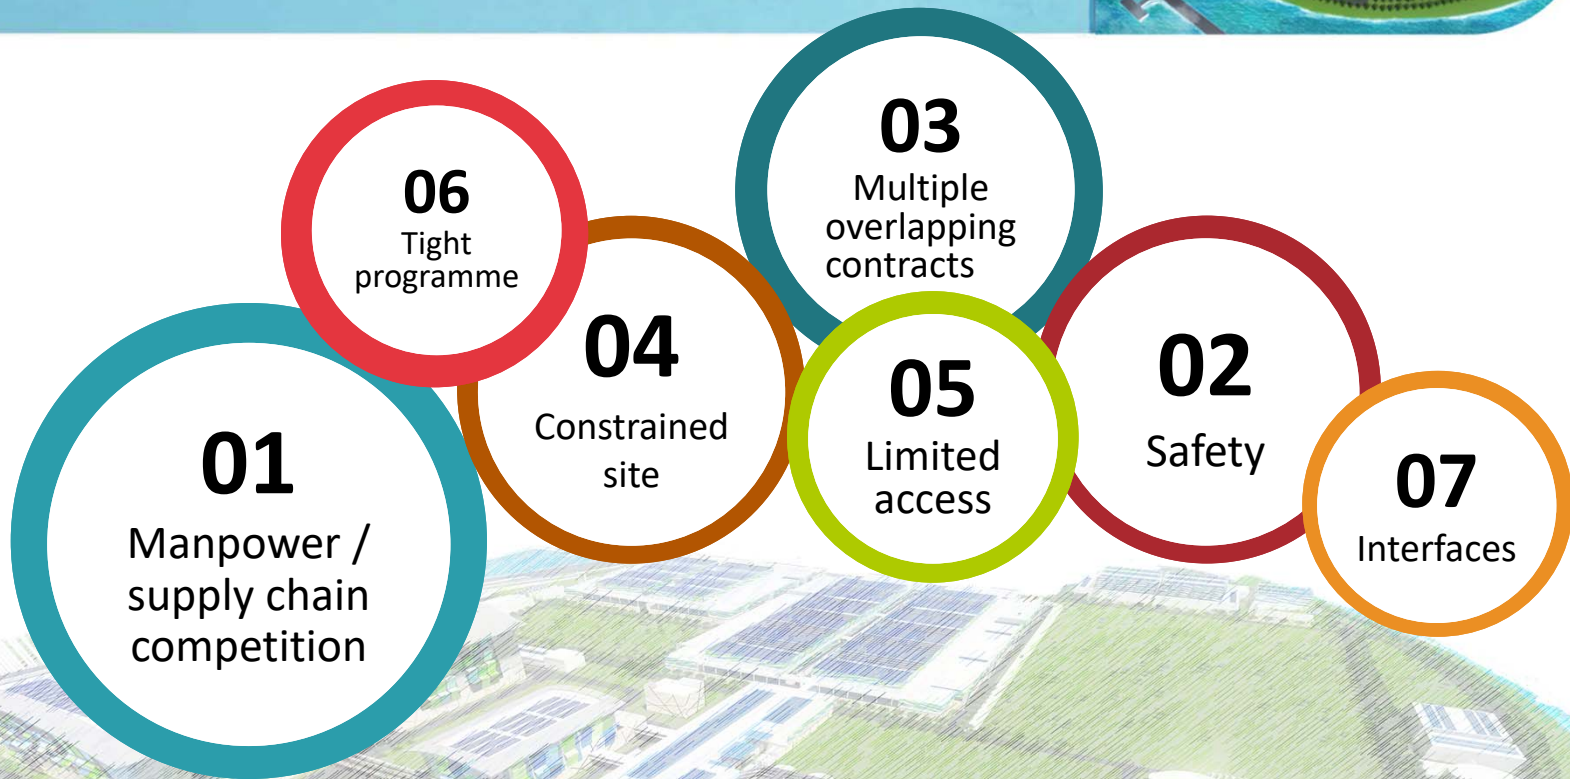 03
Multiple
overlapping
contracts
06
Tight
programme
04
Constrained
site
02
Safety
05
Limited
access
01
Manpower /
supply chain
competition
07
Interfaces